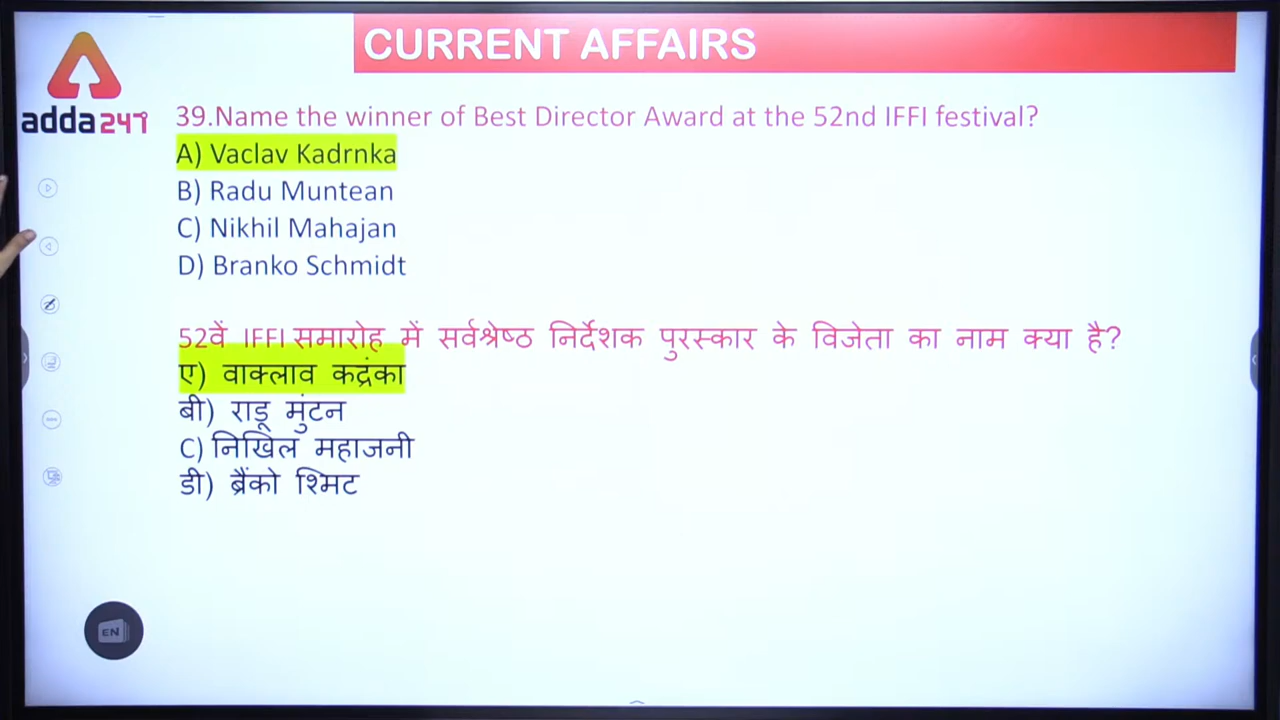 CURRENT AFFAIRS
adda247
39.Name the winner of Best Director Award at the 52nd IFFI festival?
A) Vaclav Kadrnka
B) Radu Muntean
C) Nikhil Mahajan
D) Branko Schmidt
52वें IFFI समारोह में सर्वश्रेष्ठ निर्देशक पुरस्कार के विजेता का नाम क्या है?
ए) वाक्लाव कद्रंका
बी) राडू मुंटन
C) निखिल महाजनी
डी) ब्रैंको श्मिट
EN